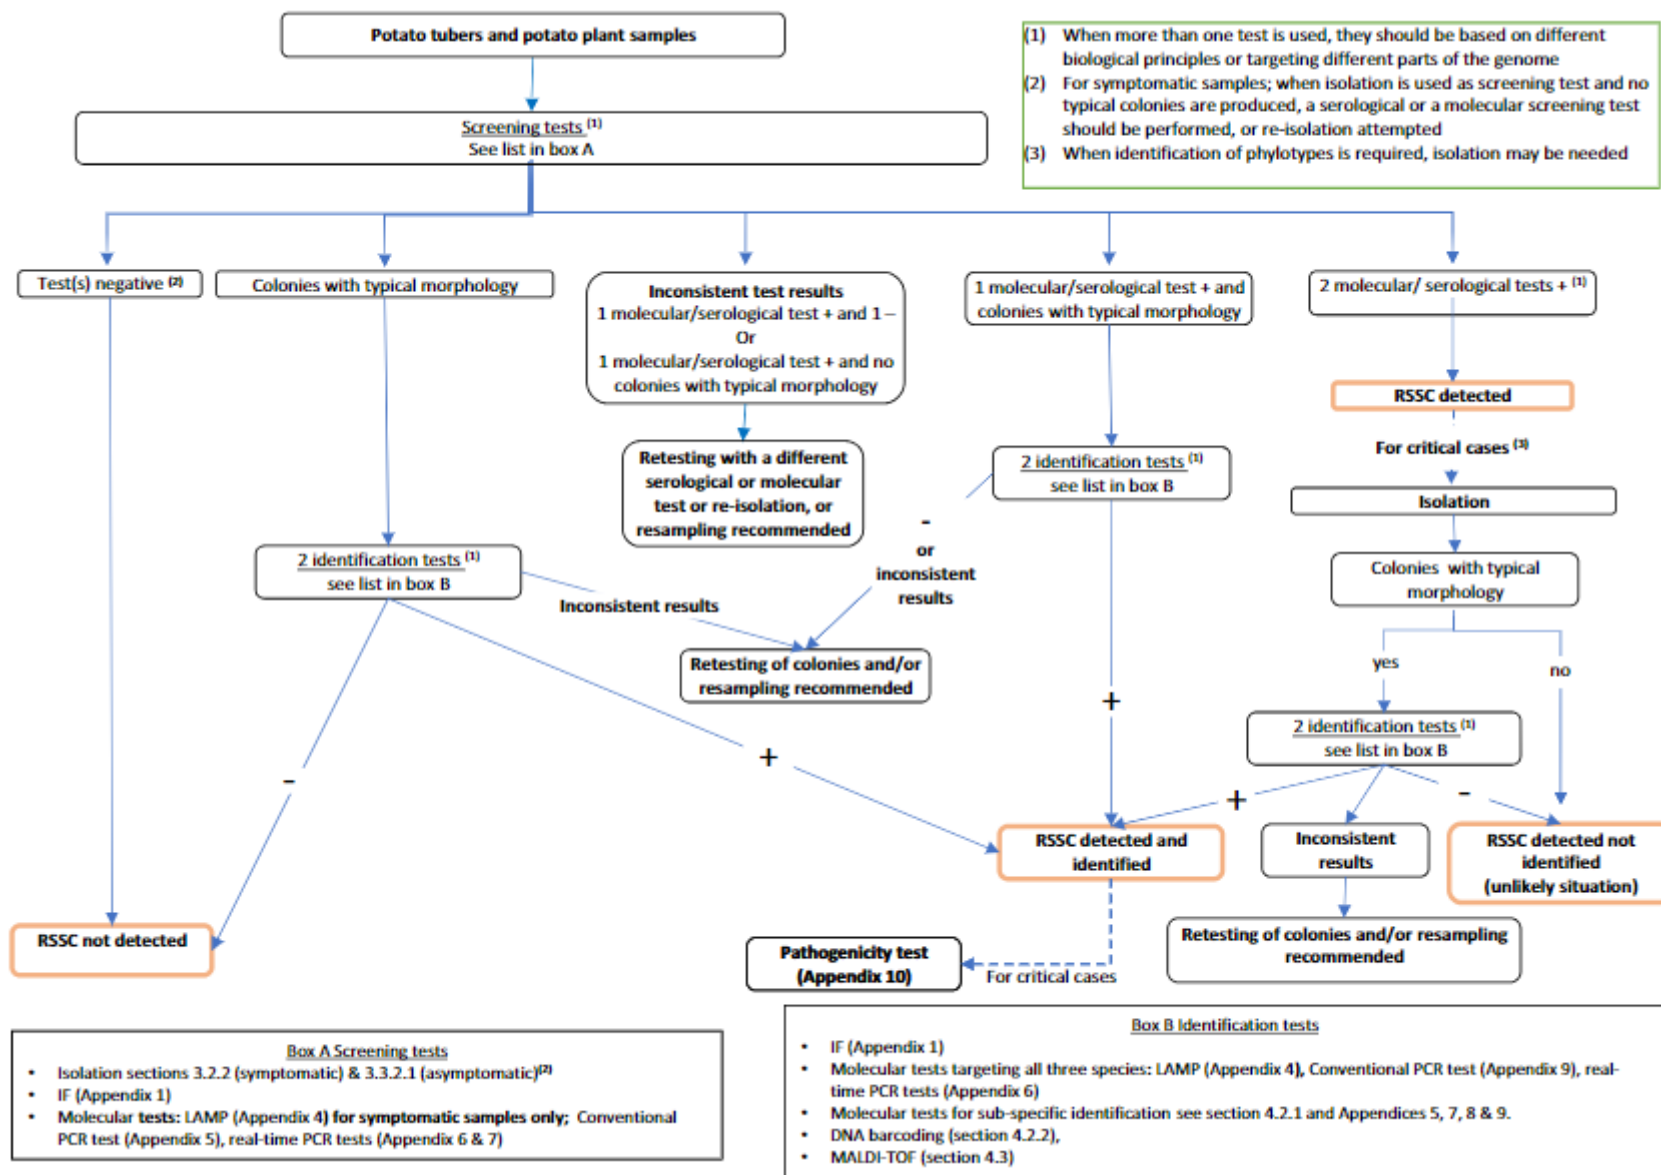 Potato tubers and potato plant samples
(1) When more than one test is used, they should be based on different
biological principles or targeting different parts of the genome
(2) For symptomatic samples; when isolation is used as screening test and no
typical colonies are produced, a serological or a molecular screening test
should be performed, or re-isolation attempted
(3) When identification of phylotypes is required, isolation may be needed
Screening tests (1)
See list in box A
Test(s) negative (2)
Colonies with typical morphology
Inconsistent test results
1 molecular/serological test + and 1 –
Or
1 molecular/serological test + and no
colonies with typical morphology
1 molecular/serological test + and
colonies with typical morphology
2 molecular/ serological tests + (1)
RSSC detected
For critical cases (3)
Isolation
Colonies with typical
morphology
yes
no
Retesting with a different
serological or molecular
test or re-isolation, or
resampling recommended
2 identification tests (1)
see list in box B
-
or
inconsistent
results
2 identification tests (1)
see list in box B
Inconsistent results
Retesting of colonies and/or
resampling recommended
+
+
-
2 identification tests (1)
see list in box B
+
-
RSSC detected and
identified
Inconsistent
results
RSSC detected not
identified
(unlikely situation)
RSSC not detected
Pathogenicity test
(Appendix 10)
For critical cases
Retesting of colonies and/or resampling
recommended
Box A Screening tests
• Isolation sections 3.2.2 (symptomatic) & 3.3.2.1 (asymptomatic)(2)
• IF (Appendix 1)
• Molecular tests: LAMP (Appendix 4) for symptomatic samples only; Conventional
PCR test (Appendix 5), real-time PCR tests (Appendix 6 & 7)
Box B Identification tests
• IF (Appendix 1)
• Molecular tests targeting all three species: LAMP (Appendix 4), Conventional PCR test (Appendix 9), real-
time PCR tests (Appendix 6)
• Molecular tests for sub-specific identification see section 4.2.1 and Appendices 5, 7, 8 & 9.
• DNA barcoding (section 4.2.2),
• MALDI-TOF (section 4.3)